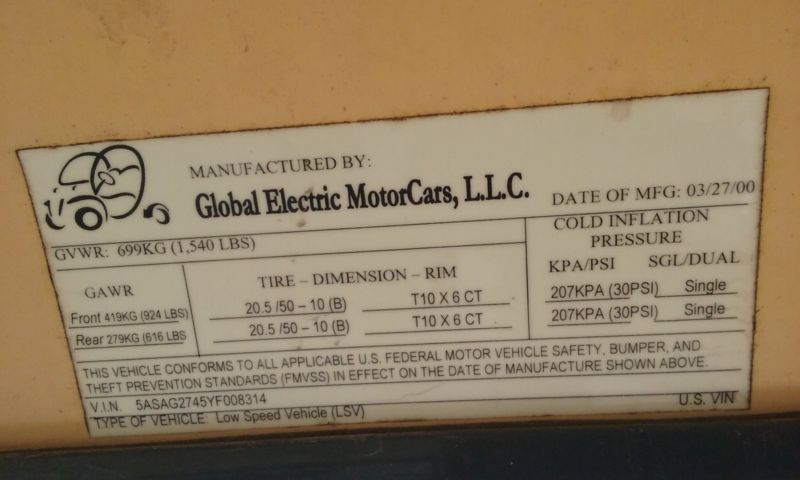 MANUFACTURED BY:
Global Electric MotorCars, L.L.C.
DATE OF MFG: 03/27/00
GVWR: 699KG (1,540 LBS)
COLD INFLATION
PRESSURE
GAWR
TIRE – DIMENSION – RIM
KPA/PSI SGL/DUAL
Front 419KG (924 LBS) 20.5 /50 – 10 (B) T10 X 6 CT 207KPA (30PSI) Single
Rear 279KG (616 LBS 20.5 /50 – 10 (B) T10 X 6 CT 207KPA (30PSI) Single
THIS VEHICLE CONFORMS TO ALL APPLICABLE U.S. FEDERAL MOTOR VEHICLE SAFETY, BUMPER, AND
THEFT PREVENTION STANDARDS (FMVSS) IN EFFECT ON THE DATE OF MANUFACTURE SHOWN ABOVE.
V.I.N. 5ASAG2745YF008314 U.S. VIN
TYPE OF VEHICLE: Low Speed Vehicle (LSV)